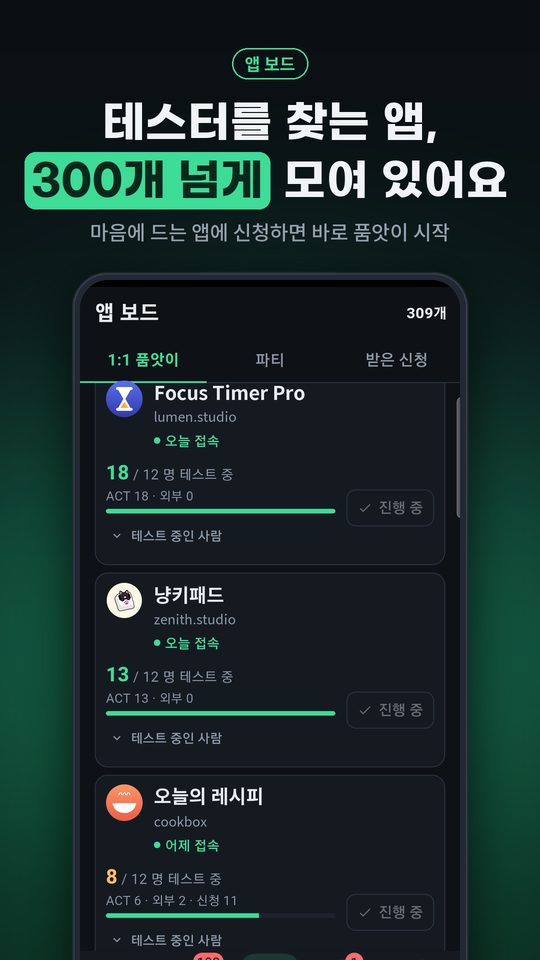 앱 보드
테스터를 찾는 앱,
300개 넘게 모여 있어요
마음에 드는 앱에 신청하면 바로 품앗이 시작
앱 보드 309개
1:1 품앗이 파티 받은 신청
Focus Timer Pro
lumen.studio
오늘 접속
18 / 12 명 테스트 중
ACT 18 · 외부 0
진행 중
테스트 중인 사람
냥키패드
zenith.studio
오늘 접속
13 / 12 명 테스트 중
ACT 13 · 외부 0
진행 중
테스트 중인 사람
오늘의 레시피
cookbox
어제 접속
8 / 12 명 테스트 중
ACT 6 · 외부 2 · 신청 11
진행 중
테스트 중인 사람